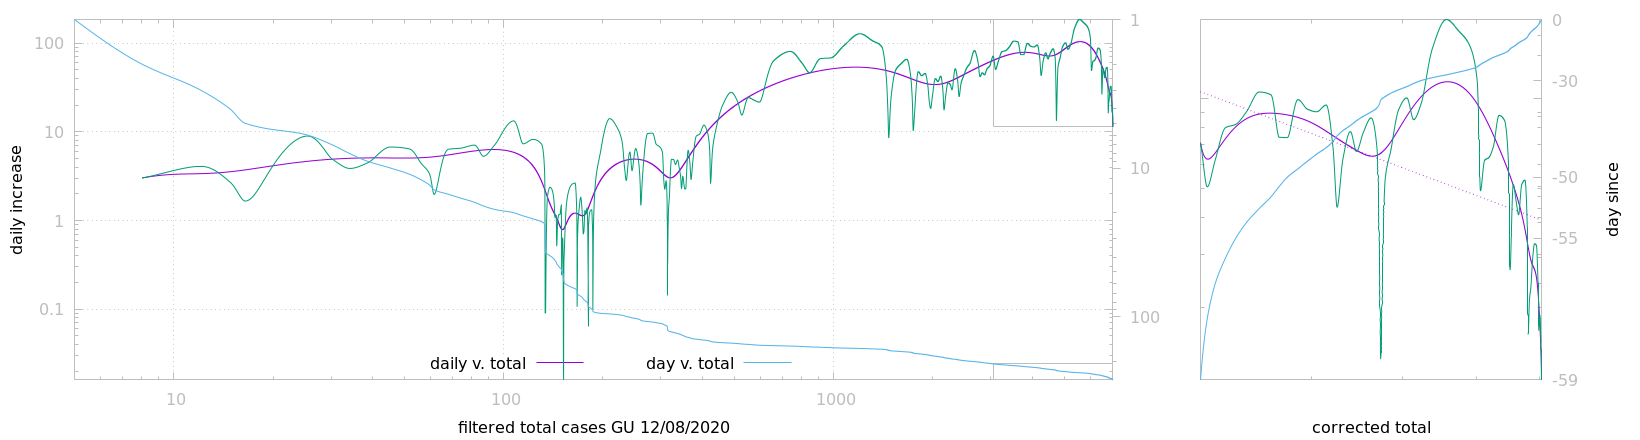 daily increase
100
10
1
0.1
10
100
1000
filtered total cases GU 12/08/2020
daily v. total
day v. total
1
10
100
0
-30
-50
-55
-59
day since
corrected total